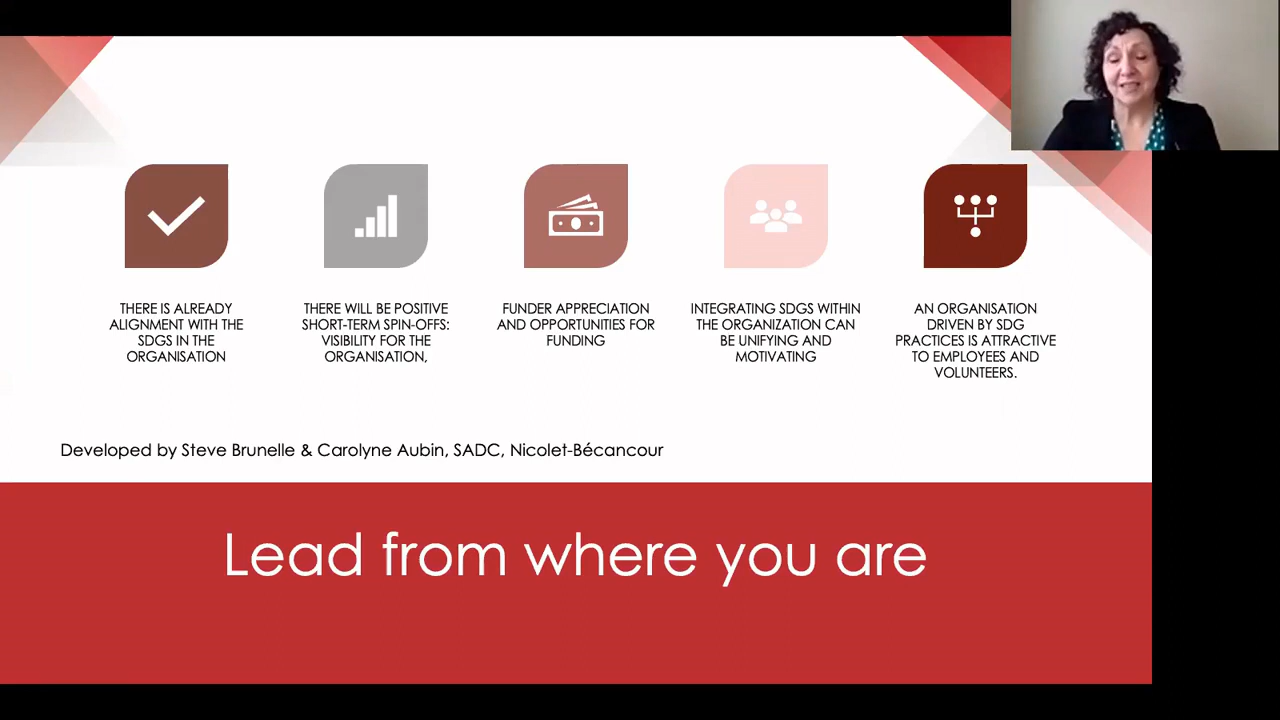 THERE IS ALREADY
ALIGNMENT WITH THE
SDGS IN THE
ORGANISATION
THERE WILL BE POSITIVE
SHORT-TERM SPIN-OFFS:
VISIBILITY FOR THE
ORGANISATION,
FUNDER APPRECIATION
AND OPPORTUNITIES FOR
FUNDING
INTEGRATING SDGS WITHIN
THE ORGANIZATION CAN
BE UNIFYING AND
MOTIVATING
AN ORGANISATION
DRIVEN BY SDG
PRACTICES IS ATTRACTIVE
TO EMPLOYEES AND
VOLUNTEERS.
Developed by Steve Brunelle & Carolyne Aubin, SADC, Nicolet-Bécancour
Lead from where you are